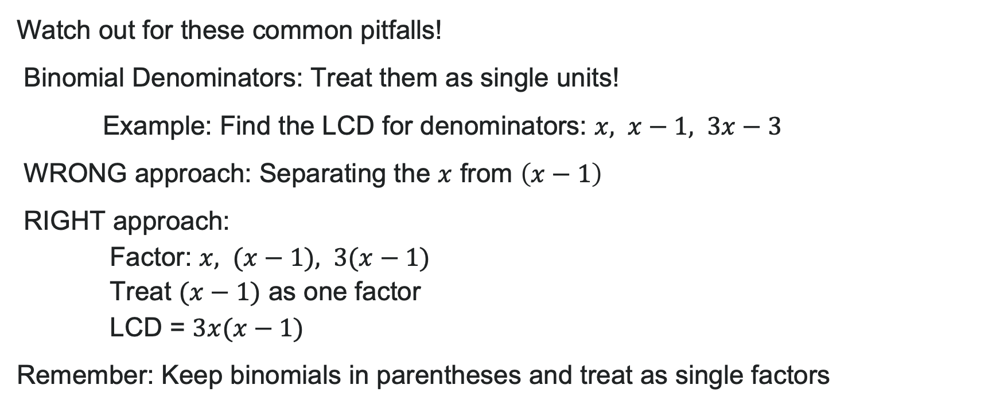 Watch out for these common pitfalls!
Binomial Denominators: Treat them as single units!
Example: Find the LCD for denominators: x, x − 1, 3x − 3
WRONG approach: Separating the x from (x − 1)
RIGHT approach:
Factor: x, (x − 1), 3(x − 1)
Treat (x − 1) as one factor
LCD = 3x(x − 1)
Remember: Keep binomials in parentheses and treat as single factors